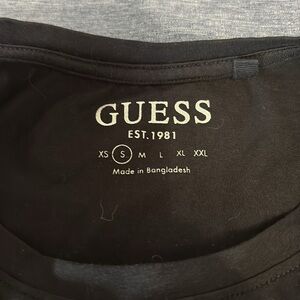 GUESS
EST.1981
XS S M L XL XXL
Made in Bangladesh